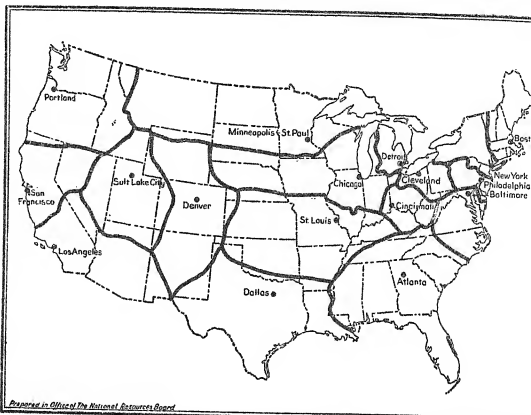 Portland
Minneapolis St. Paul
Bost
Detroit
San Francisco
Salt Lake City
Chicago
Cleveland
New York
Philadelphia
Baltimore
Denver
Cincinnati
St. Louis
Los Angeles
Atlanta
Dallas
Prepared in Office of The National Resources Board